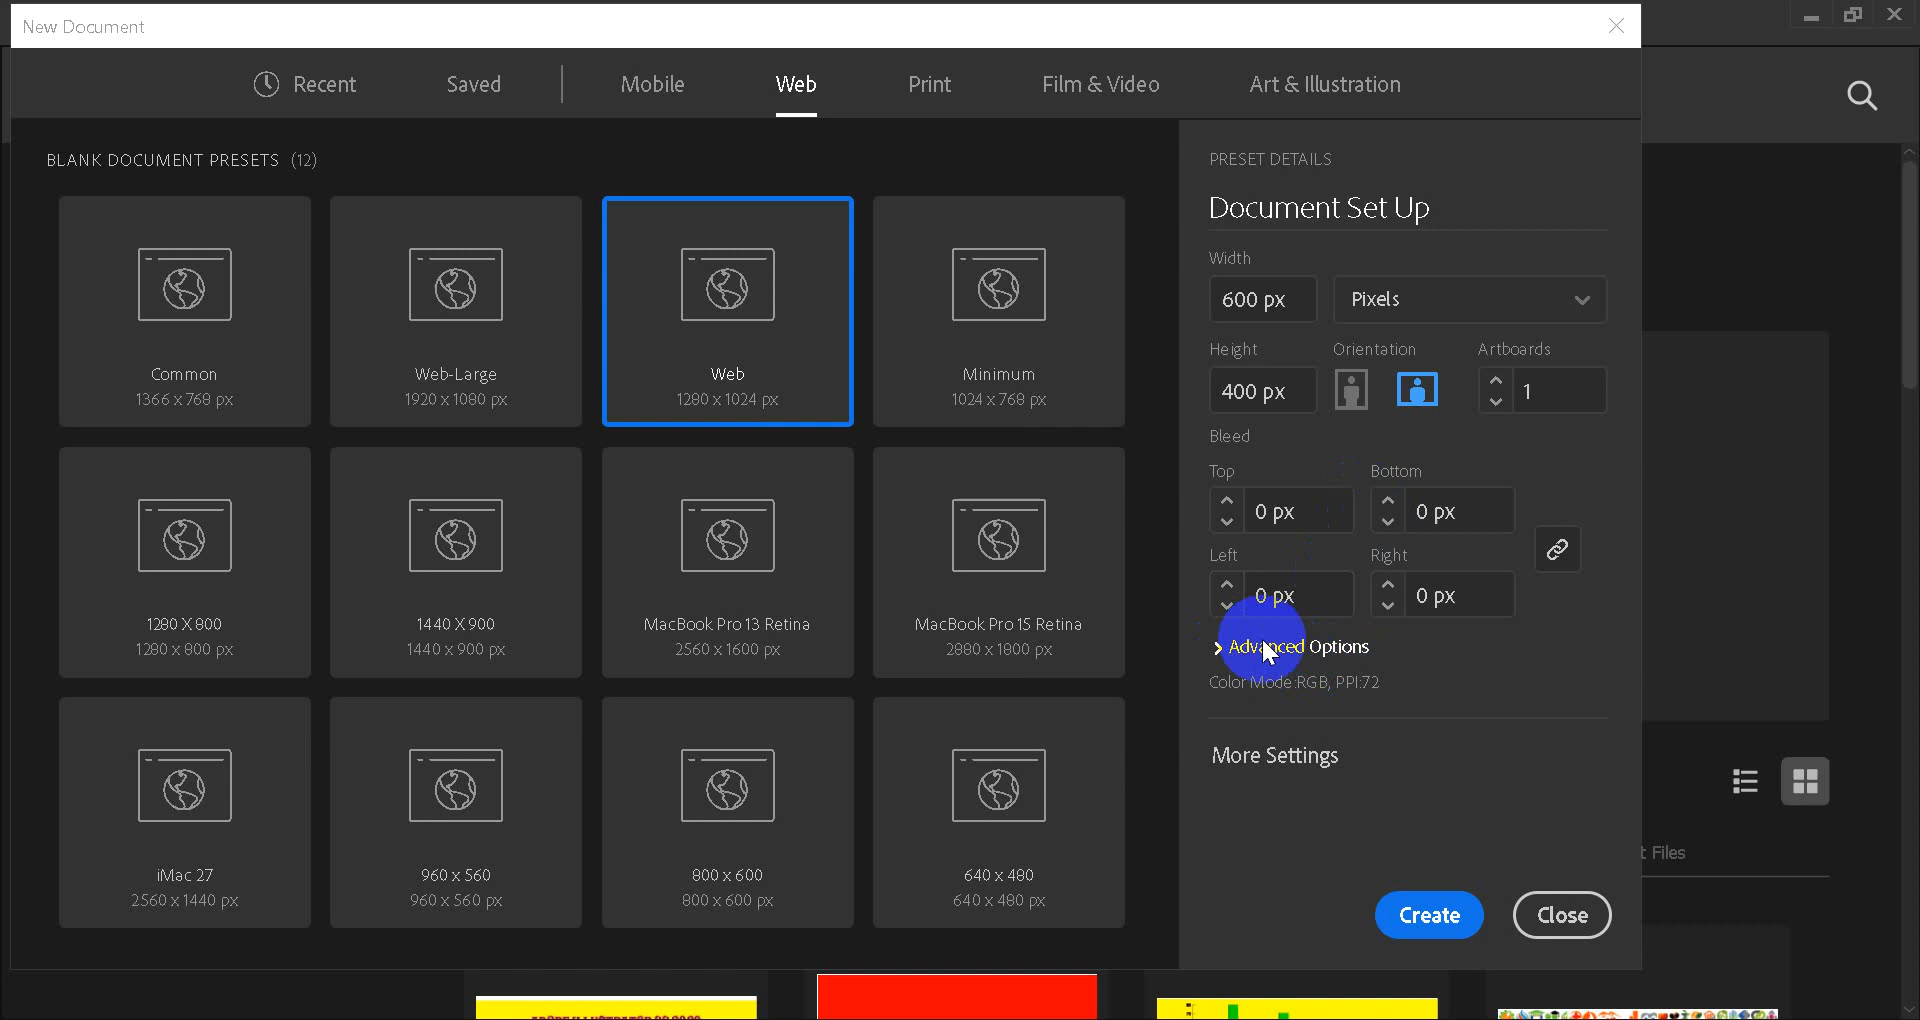 New Document
Recent
Saved
Mobile
Web
Print
Film & Video
Art & Illustration
BLANK DOCUMENT PRESETS (12)
Common
1366 x 768 px
Web-Large
1920 x 1080 px
Web
1280 x 1024 px
Minimum
1024 x 768 px
1280 X 800
1280 x 800 px
1440 X 900
1440 x 900 px
MacBook Pro 13 Retina
2560 x 1600 px
MacBook Pro 15 Retina
2880 x 1800 px
iMac 27
2560 x 1440 px
960 x 560
960 x 560 px
800 x 600
800 x 600 px
640 x 480
640 x 480 px
PRESET DETAILS
Document Set Up
Width
600 px
Pixels
Height
Orientation
Artboards
400 px
1
Bleed
Top
Bottom
0 px
0 px
Left
Right
0 px
0 px
Advanced Options
Color Mode:RGB, PPI:72
More Settings
Create
Close
t Files